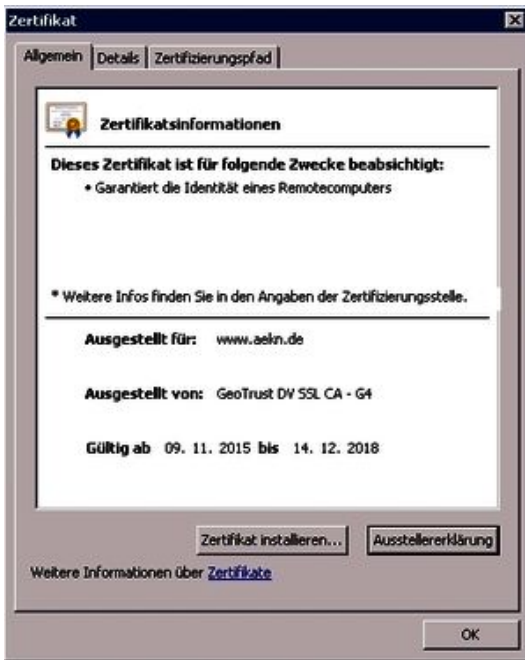 Zertifikat
Allgemein Details Zertifizierungspfad
Zertifikatsinformationen
Dieses Zertifikat ist für folgende Zwecke beabsichtigt:
• Garantiert die Identität eines Remotecomputers
* Weitere Infos finden Sie in den Angaben der Zertifizierungsstelle.
Ausgestellt für: www.aekn.de
Ausgestellt von: GeoTrust DV SSL CA - G4
Gültig ab 09. 11. 2015 bis 14. 12. 2018
Zertifikat installieren... Ausstellererklärung
Weitere Informationen über Zertifikate
OK